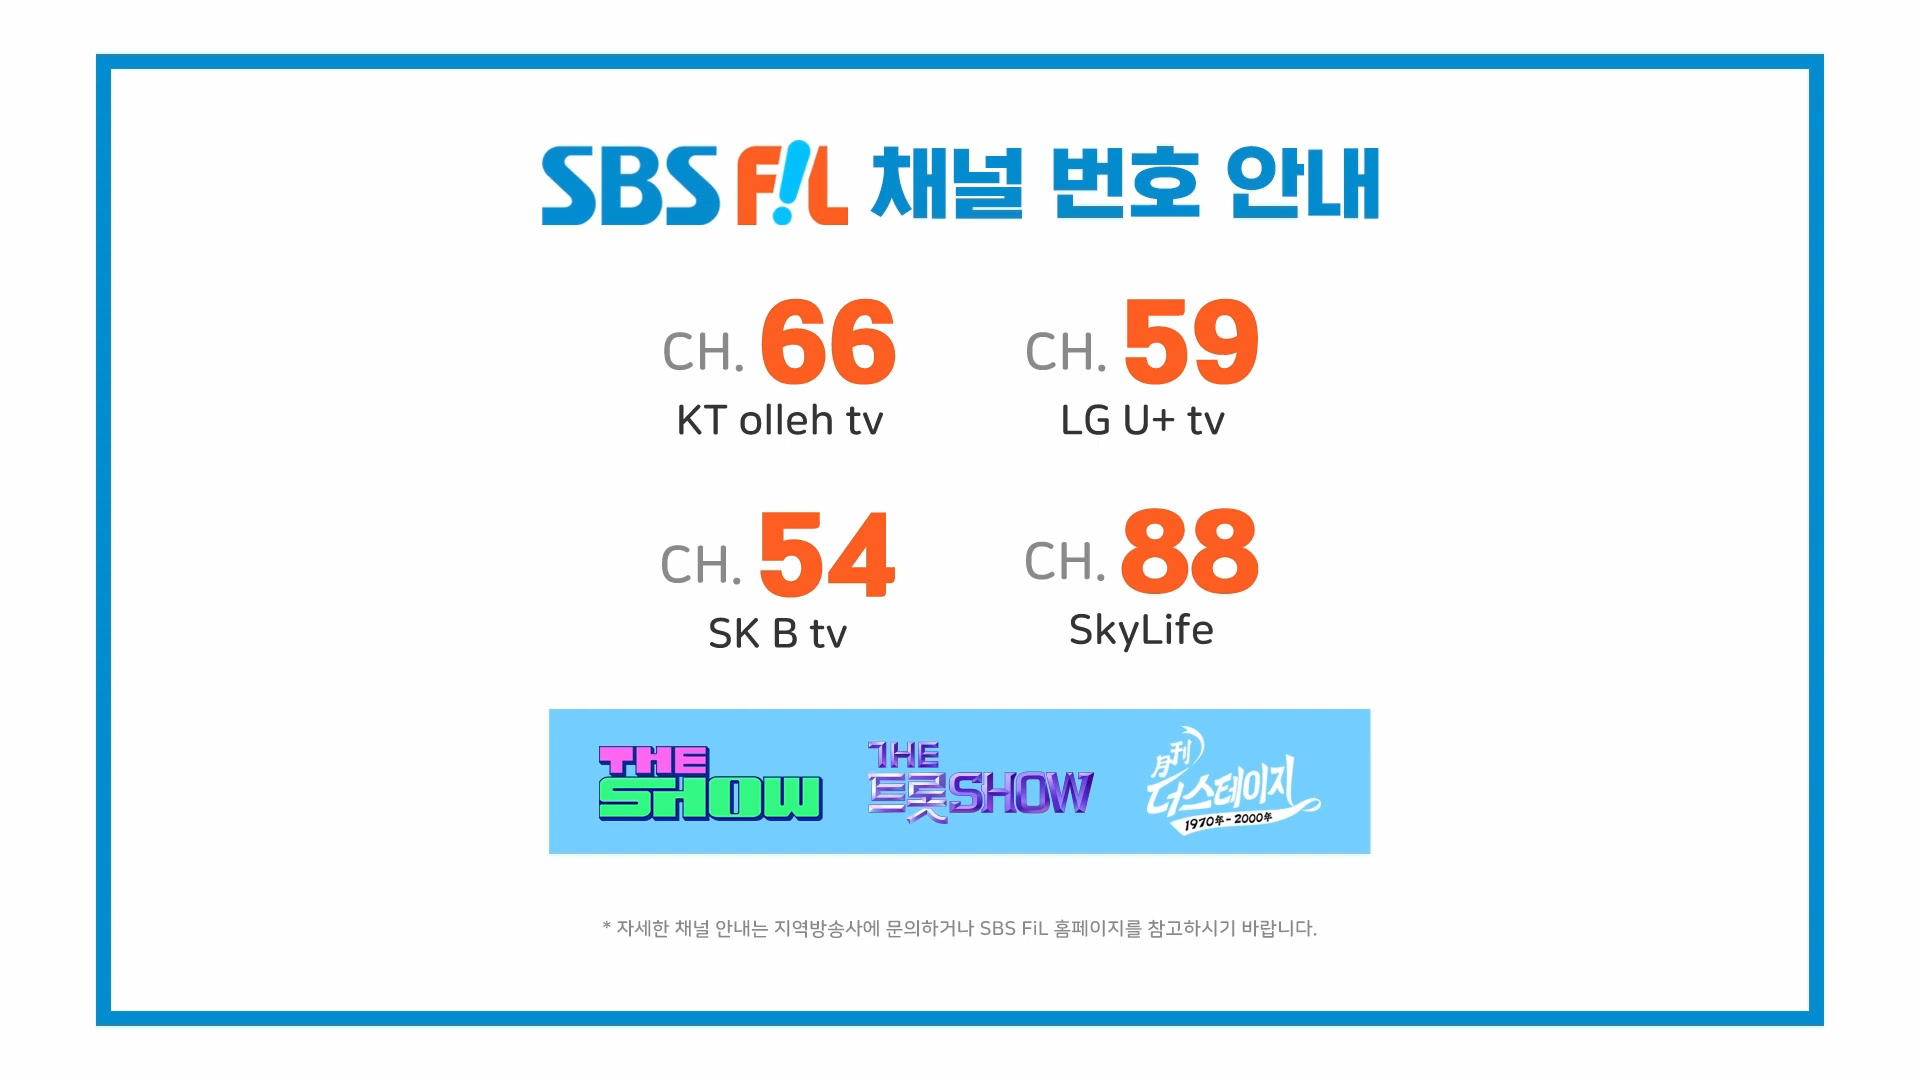 SBS F!L 채널 번호 안내
CH. 66
KT olleh tv
CH. 59
LG U+ tv
CH. 54
SK B tv
CH. 88
SkyLife
THE
SHOW
THE
트롯SHOW
月刊
더스테이지
1970年-2000年
* 자세한 채널 안내는 지역방송사에 문의하거나 SBS FiL 홈페이지를 참고하시기 바랍니다.